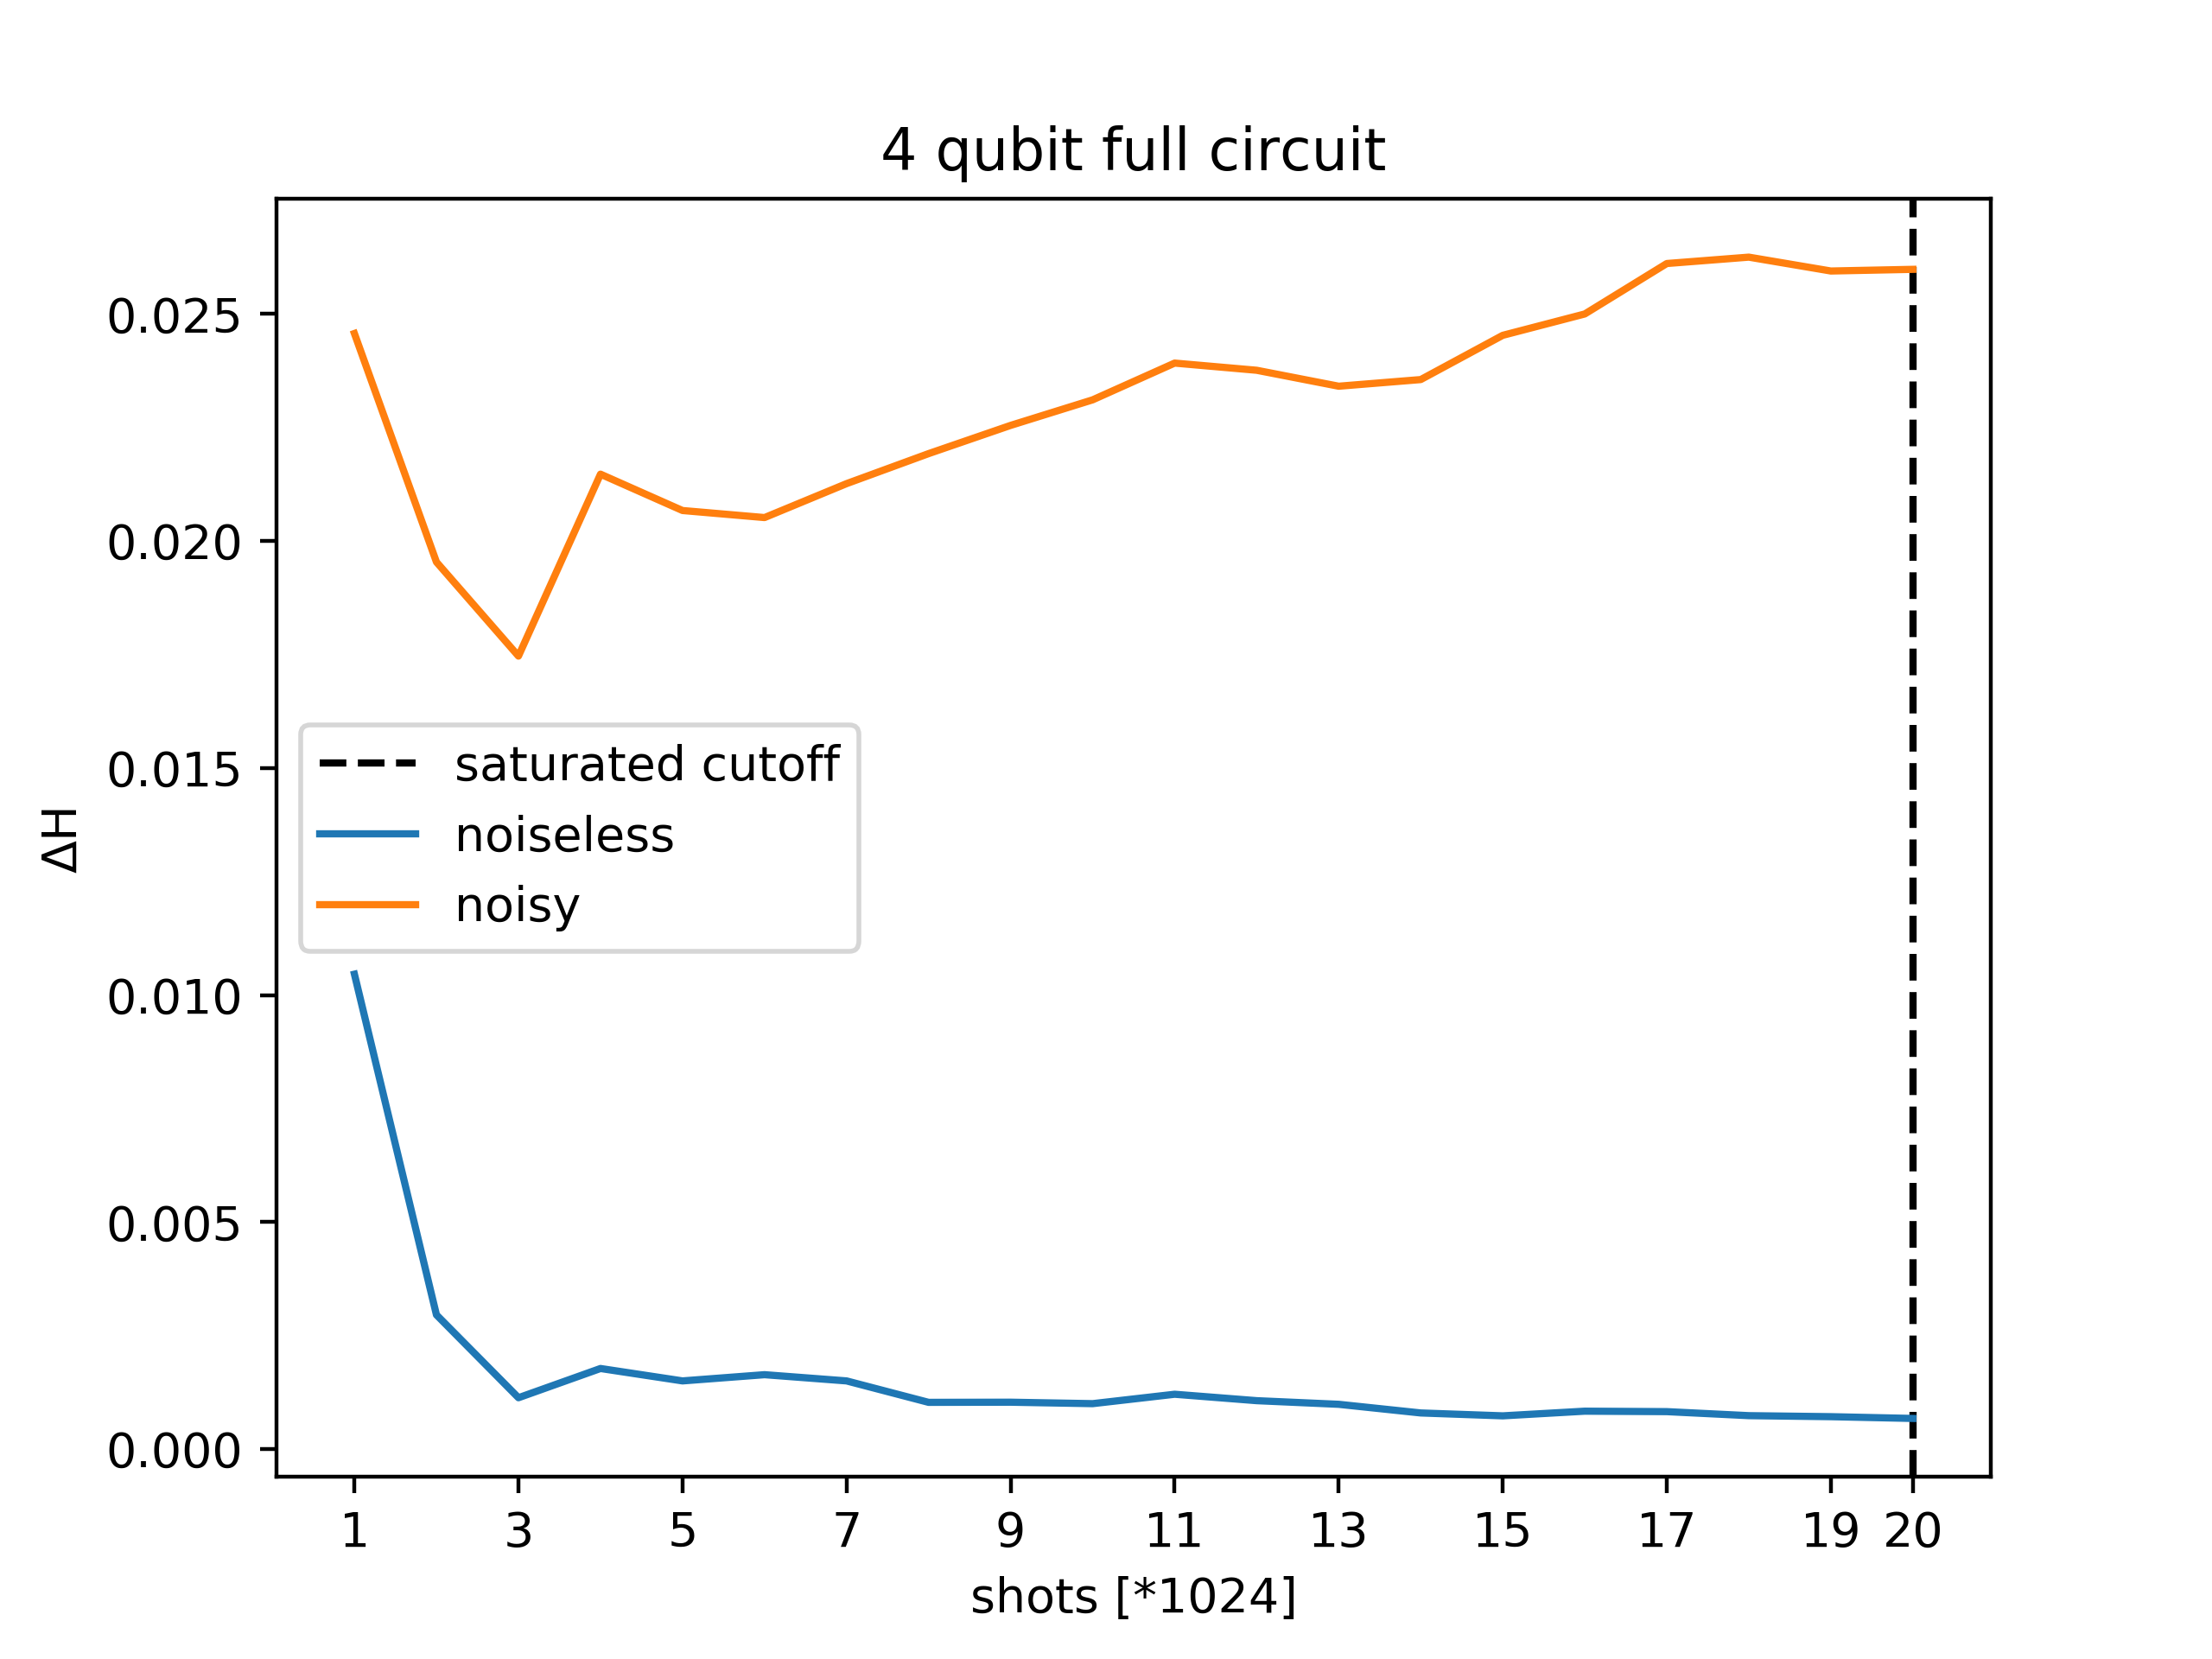 4 qubit full circuit
0.025
0.020
0.015
0.010
0.005
0.000
ΔH
saturated cutoff
noiseless
noisy
1 3 5 7 9 11 13 15 17 19 20
shots [*1024]